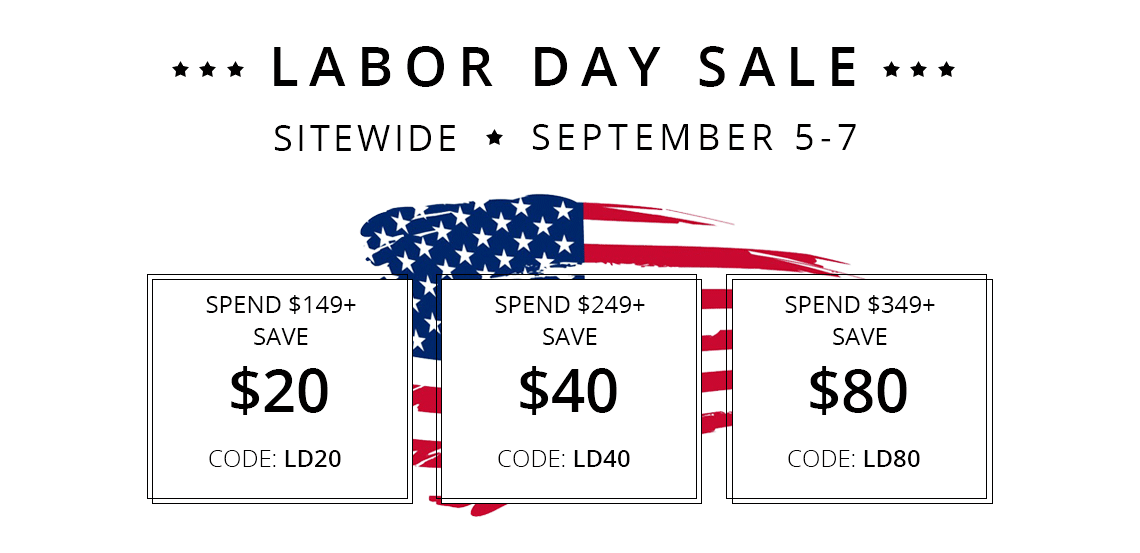 LABOR DAY SALE
SITEWIDE ★ SEPTEMBER 5-7
SPEND $149+
SAVE
$20
CODE: LD20
SPEND $249+
SAVE
$40
CODE: LD40
SPEND $349+
SAVE
$80
CODE: LD80